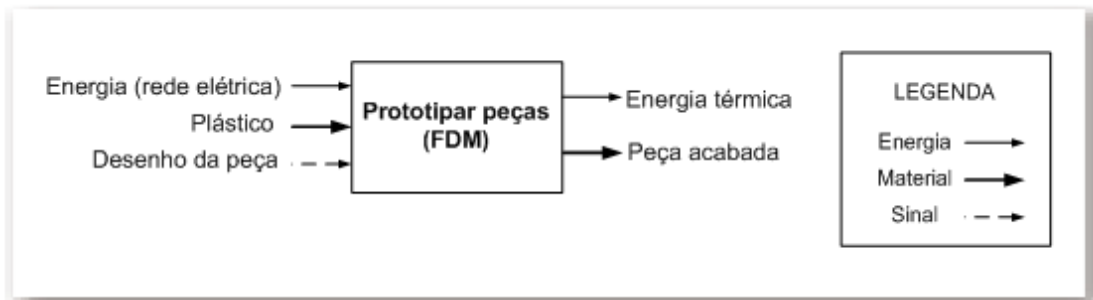 Energia (rede elétrica)
Plástico
Desenho da peça
Prototipar peças
(FDM)
Energia térmica
Peça acabada
LEGENDA
Energia
Material
Sinal